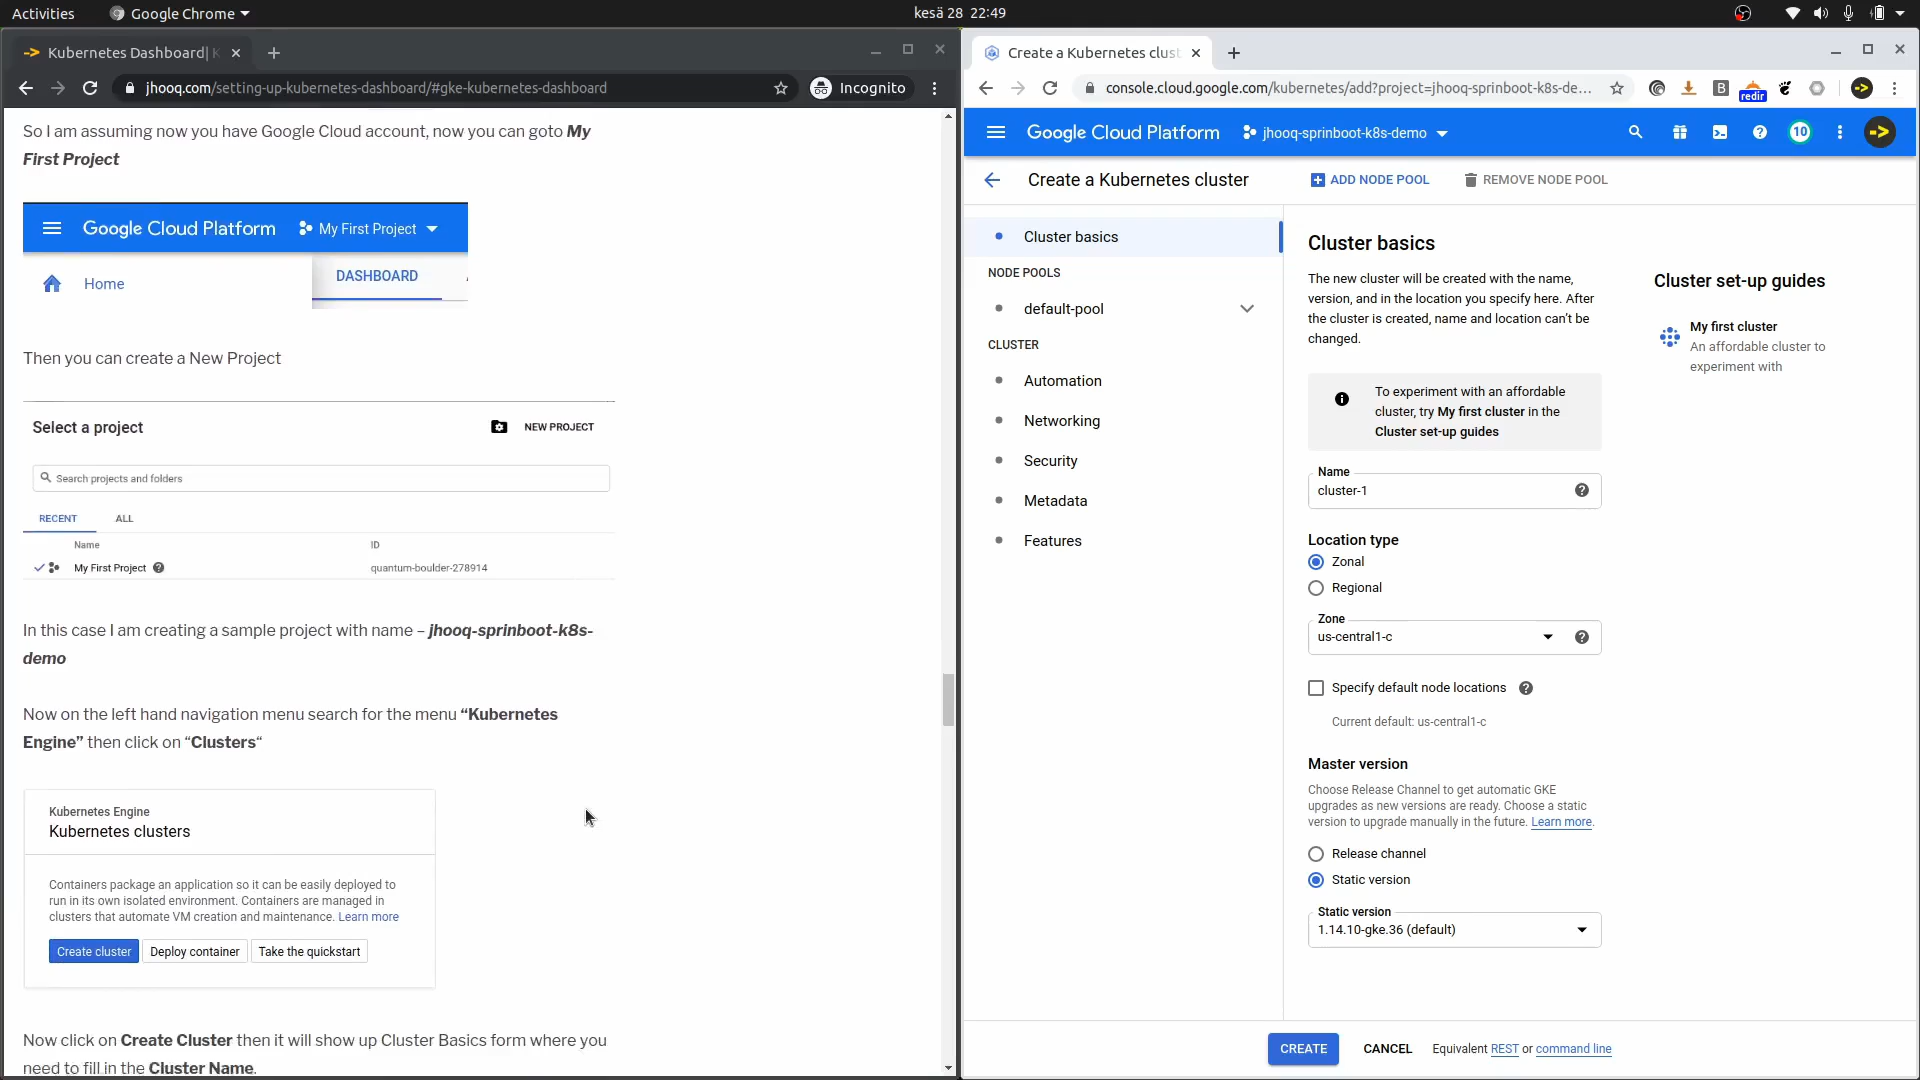 Activities
Google Chrome
kesä 28 22:49
Kubernetes Dashboard| K
jhooq.com/setting-up-kubernetes-dashboard/#gke-kubernetes-dashboard
Incognito
So I am assuming now you have Google Cloud account, now you can goto My
First Project
Google Cloud Platform
My First Project
Home
DASHBOARD
Then you can create a New Project
Select a project
NEW PROJECT
Search projects and folders
RECENT
ALL
Name
ID
My First Project
quantum-boulder-278914
In this case I am creating a sample project with name – jhooq-sprinboot-k8s-
demo
Now on the left hand navigation menu search for the menu “Kubernetes
Engine” then click on “Clusters“
Kubernetes Engine
Kubernetes clusters
Containers package an application so it can be easily deployed to
run in its own isolated environment. Containers are managed in
clusters that automate VM creation and maintenance. Learn more
Create cluster
Deploy container
Take the quickstart
Now click on Create Cluster then it will show up Cluster Basics form where you
need to fill in the Cluster Name.
Create a Kubernetes clust
console.cloud.google.com/kubernetes/add?project=jhooq-sprinboot-k8s-de...
B
redir
Google Cloud Platform
jhooq-sprinboot-k8s-demo
10
Create a Kubernetes cluster
ADD NODE POOL
REMOVE NODE POOL
Cluster basics
NODE POOLS
default-pool
CLUSTER
Automation
Networking
Security
Metadata
Features
Cluster basics
The new cluster will be created with the name,
version, and in the location you specify here. After
the cluster is created, name and location can't be
changed.
To experiment with an affordable
cluster, try My first cluster in the
Cluster set-up guides
Name
cluster-1
Location type
Zonal
Regional
Zone
us-central1-c
Specify default node locations
Current default: us-central1-c
Master version
Choose Release Channel to get automatic GKE
upgrades as new versions are ready. Choose a static
version to upgrade manually in the future. Learn more.
Release channel
Static version
Static version
1.14.10-gke.36 (default)
Cluster set-up guides
My first cluster
An affordable cluster to
experiment with
CREATE
CANCEL
Equivalent REST or command line